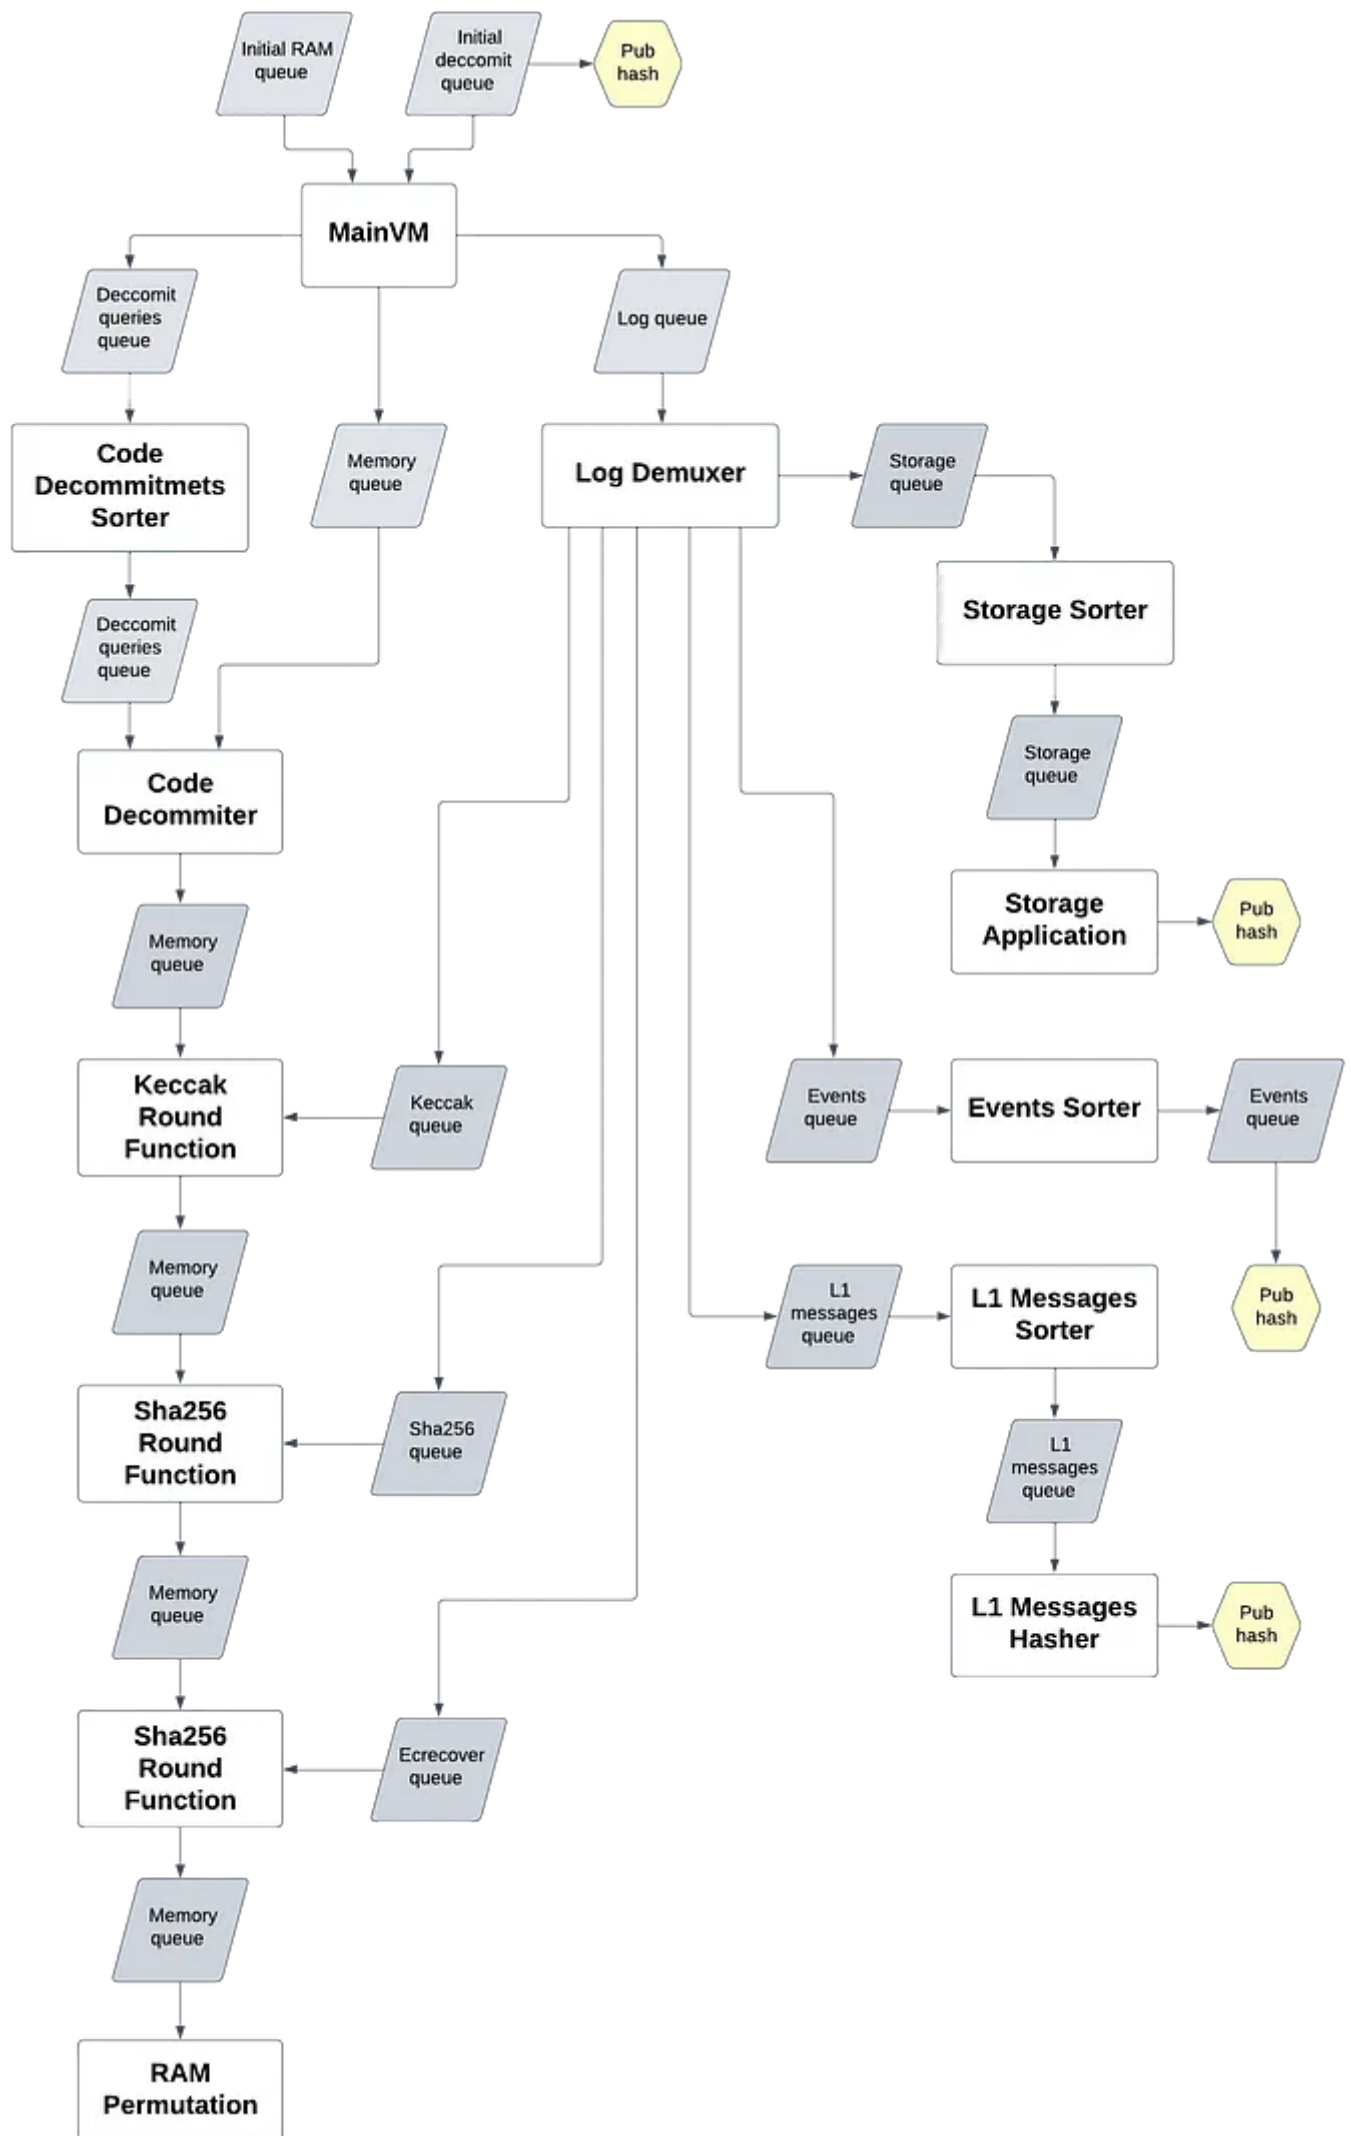 Initial RAM
queue
Initial
deccomit
queue
Pub
hash
MainVM
Deccomit
queries
queue
Log queue
Code
Decommitmets
Sorter
Memory
queue
Log Demuxer
Storage
queue
Storage Sorter
Deccomit
queries
queue
Storage
queue
Code
Decommiter
Storage
Application
Pub
hash
Memory
queue
Keccak
Round
Function
Keccak
queue
Events
queue
Events Sorter
Events
queue
Memory
queue
L1
messages
queue
L1 Messages
Sorter
Pub
hash
Sha256
Round
Function
Sha256
queue
L1
messages
queue
Memory
queue
L1 Messages
Hasher
Pub
hash
Sha256
Round
Function
Ecrecover
queue
Memory
queue
RAM
Permutation